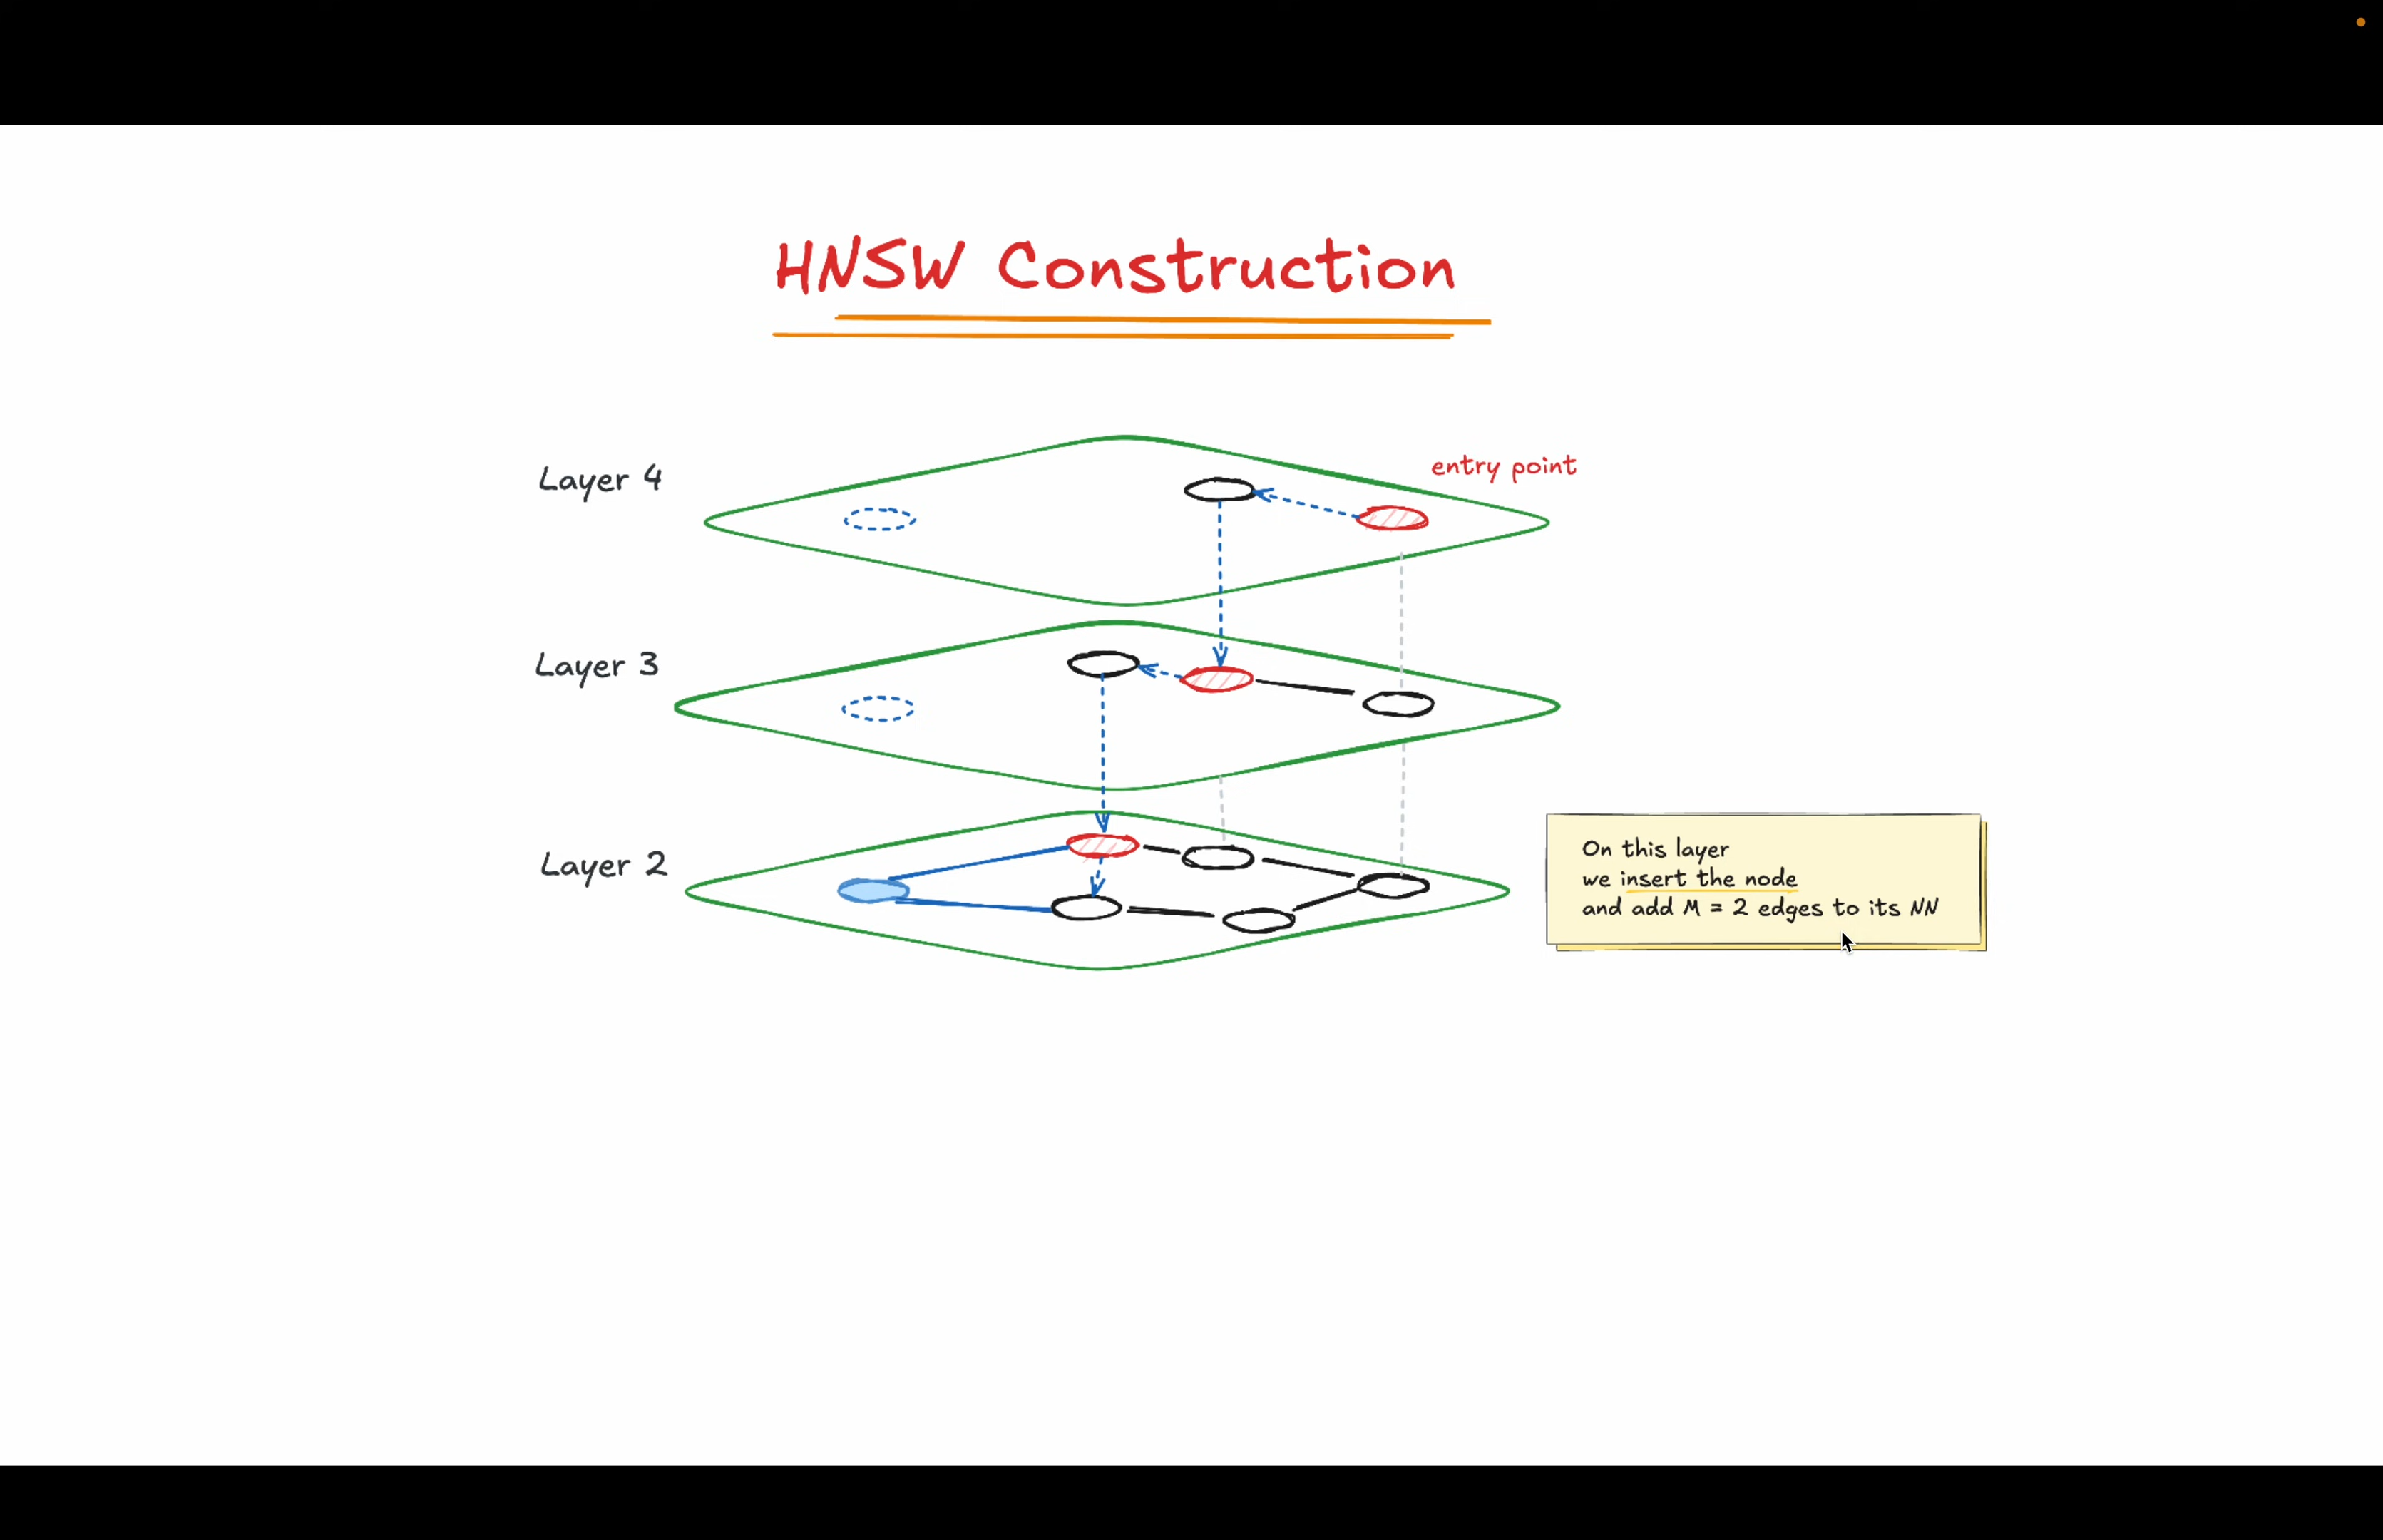 HNSW Construction
Layer 4
entry point
Layer 3
Layer 2
On this layer
we insert the node
and add M = 2 edges to its NN